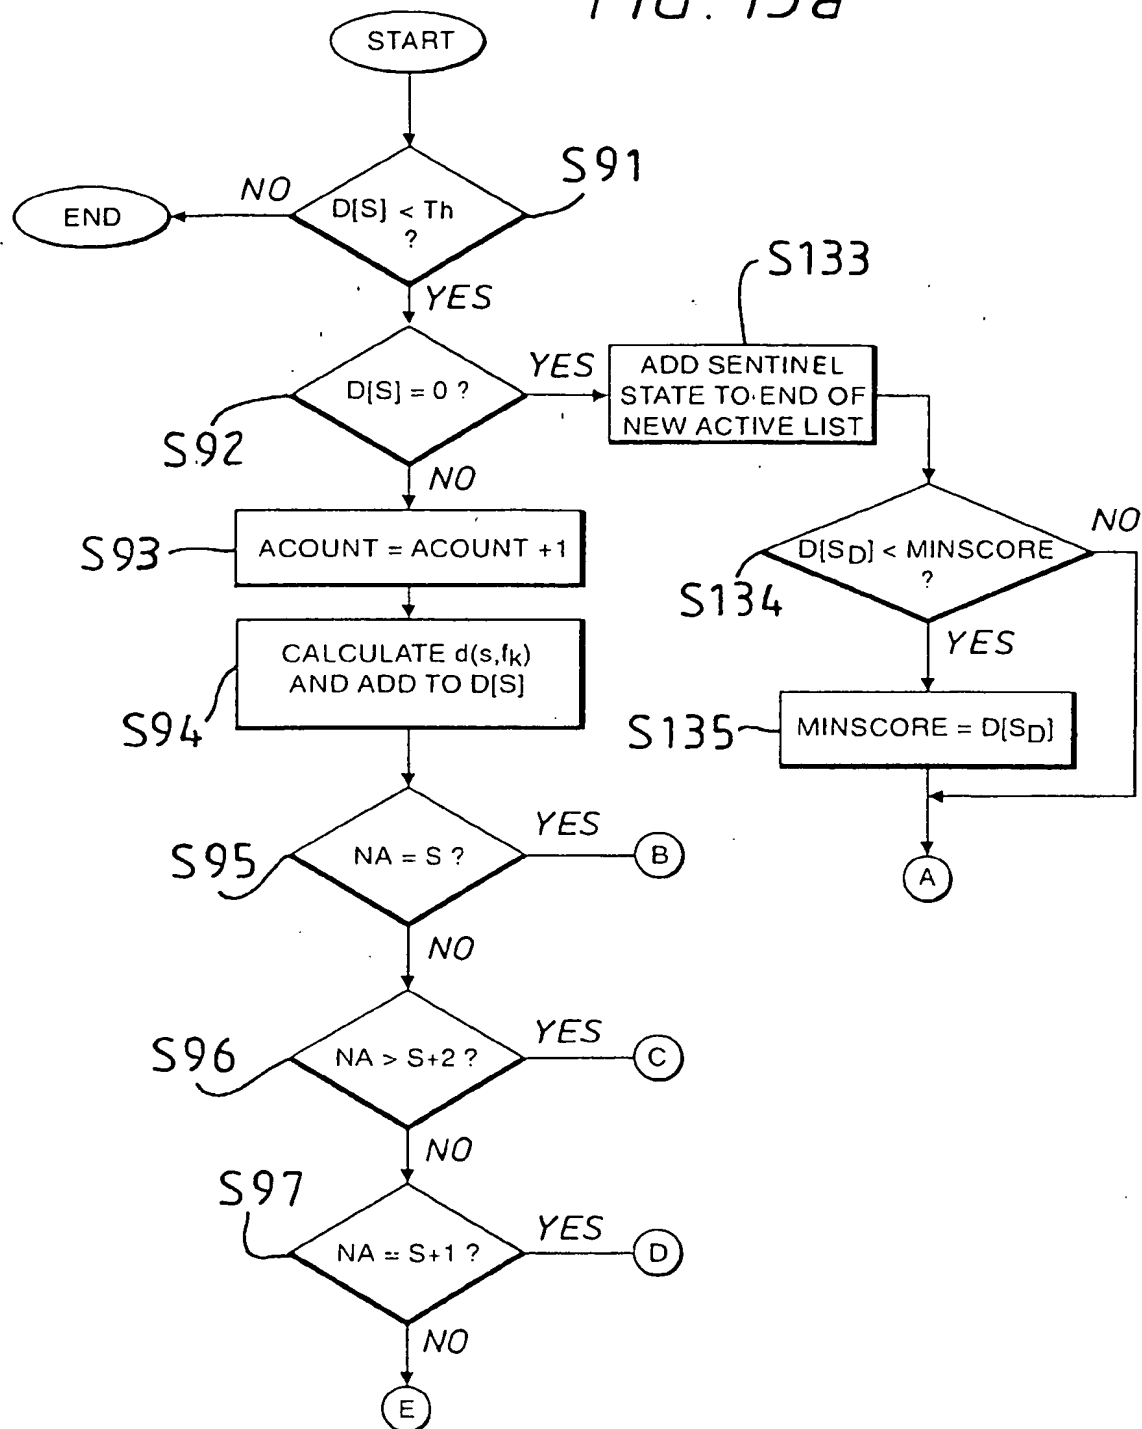 FIG. 15a
START
S91
NO
D[S] < Th
?
END
YES
S133
D[S] = 0 ?
YES
ADD SENTINEL
STATE TO END OF
NEW ACTIVE LIST
S92
NO
S93
ACOUNT = ACOUNT +1
D[SD] < MINSCORE
?
NO
S134
CALCULATE d(s,fk)
AND ADD TO D[S]
YES
S94
S135
MINSCORE = D[SD]
S95
NA = S ?
YES
B
A
NO
S96
NA > S+2 ?
YES
C
NO
S97
NA = S+1 ?
YES
D
NO
E